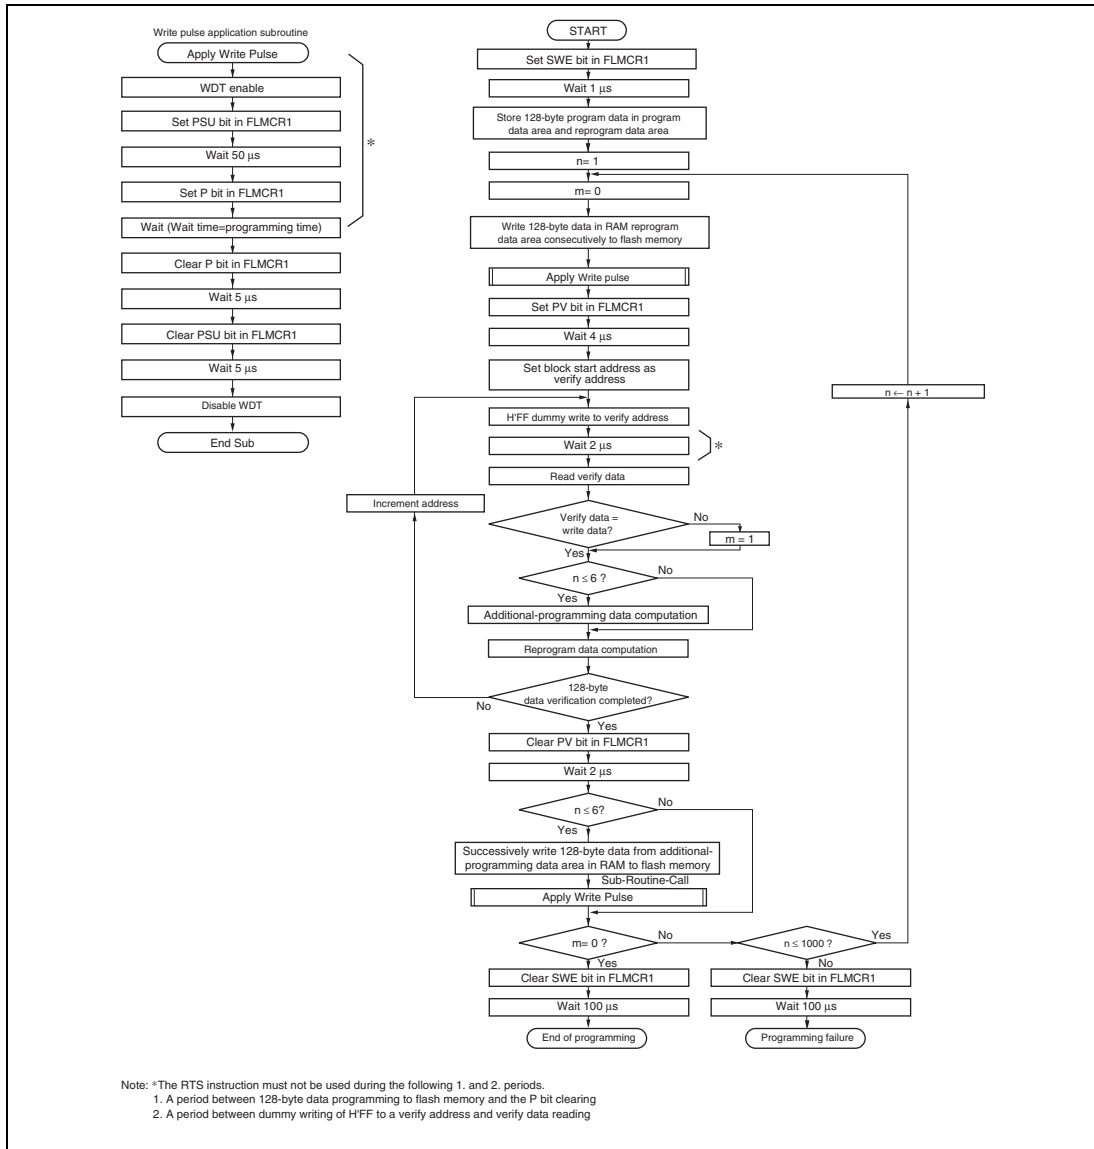 Write pulse application subroutine
Apply Write Pulse
WDT enable
Set PSU bit in FLMCR1
Wait 50 μs
Set P bit in FLMCR1
Wait (Wait time=programming time)
Clear P bit in FLMCR1
Wait 5 μs
Clear PSU bit in FLMCR1
Wait 5 μs
Disable WDT
End Sub
*
START
Set SWE bit in FLMCR1
Wait 1 μs
Store 128-byte program data in program
data area and reprogram data area
n= 1
m= 0
Write 128-byte data in RAM reprogram
data area consecutively to flash memory
Apply Write pulse
Set PV bit in FLMCR1
Wait 4 μs
Set block start address as
verify address
n ← n + 1
H'FF dummy write to verify address
Wait 2 μs
*
Read verify data
Increment address
Verify data =
write data?
No
m = 1
Yes
n ≤ 6 ?
No
Yes
Additional-programming data computation
Reprogram data computation
128-byte
data verification completed?
No
Yes
Clear PV bit in FLMCR1
Wait 2 μs
n ≤ 6?
No
Yes
Successively write 128-byte data from additional-
programming data area in RAM to flash memory
Sub-Routine-Call
Apply Write Pulse
m= 0 ?
No
n ≤ 1000 ?
Yes
Yes
No
Clear SWE bit in FLMCR1
Clear SWE bit in FLMCR1
Wait 100 μs
Wait 100 μs
End of programming
Programming failure
Note: *The RTS instruction must not be used during the following 1. and 2. periods.
1. A period between 128-byte data programming to flash memory and the P bit clearing
2. A period between dummy writing of H'FF to a verify address and verify data reading